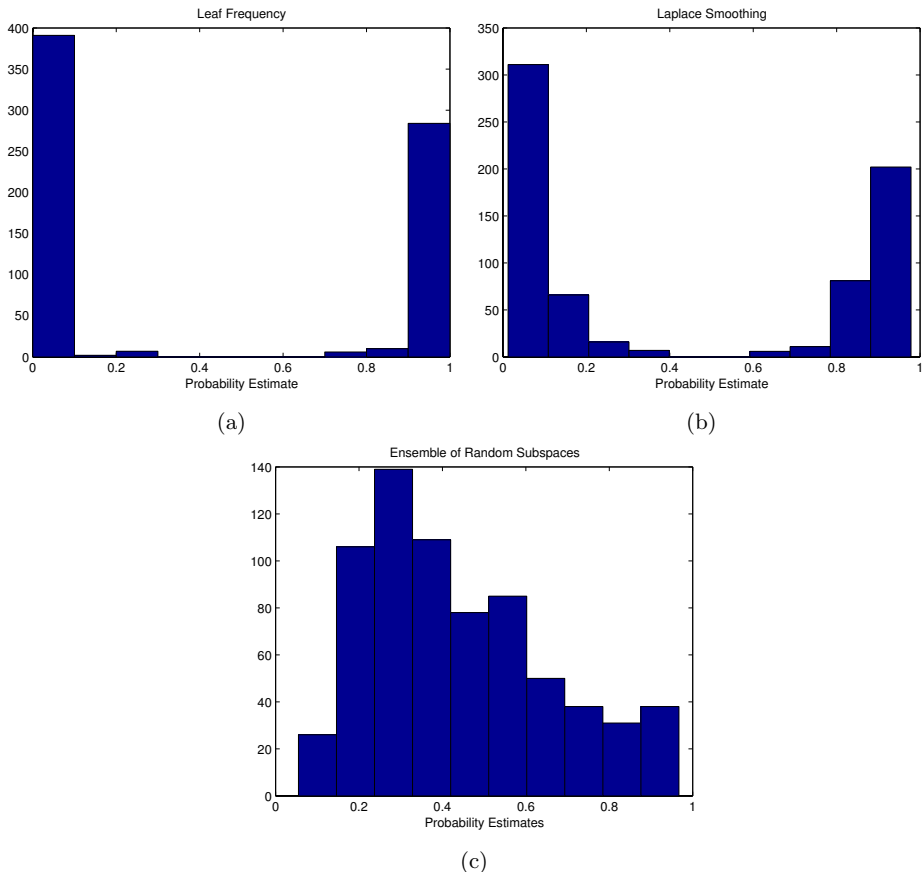 Leaf Frequency
400
350
300
250
200
150
100
50
0
0 0.2 0.4 0.6 0.8 1
Probability Estimate
(a)
Laplace Smoothing
350
300
250
200
150
100
50
0
0 0.2 0.4 0.6 0.8 1
Probability Estimate
(b)
Ensemble of Random Subspaces
140
120
100
80
60
40
20
0
0 0.2 0.4 0.6 0.8 1
Probability Estimates
(c)